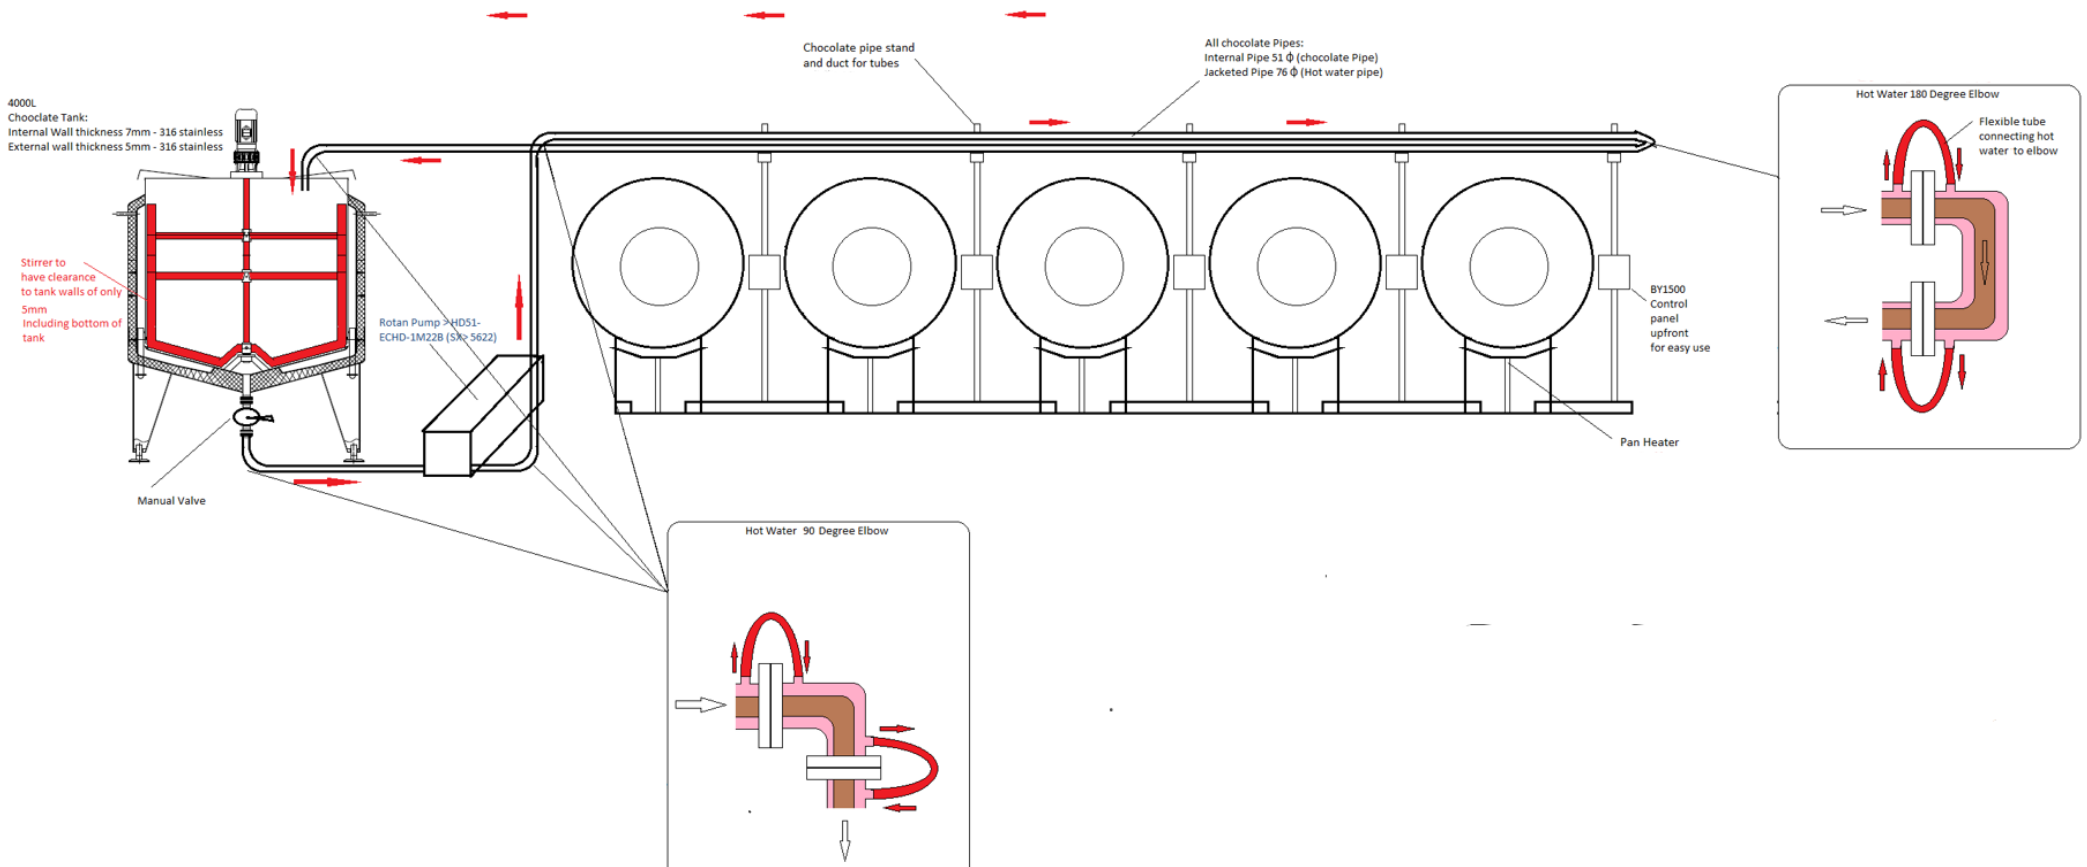 4000L
Chooclate Tank:
Internal Wall thickness 7mm - 316 stainless
External wall thickness 5mm - 316 stainless
Stirrer to
have clearance
to tank walls of only
5mm
Including bottom of
tank
Manual Valve
Rotan Pump > HD51-
ECHD-1M22B (SX> 5622)
Chocolate pipe stand
and duct for tubes
All chocolate Pipes:
Internal Pipe 51 ф (chocolate Pipe)
Jacketed Pipe 76 ф (Hot water pipe)
BY1500
Control
panel
upfront
for easy use
Pan Heater
Hot Water 180 Degree Elbow
Flexible tube
connecting hot
water to elbow
Hot Water 90 Degree Elbow